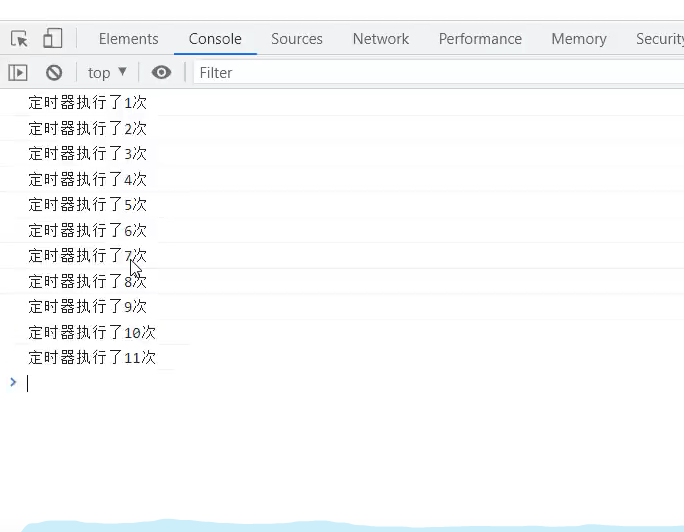 Elements Console Sources Network Performance Memory Security
top Filter
定时器执行了1次
定时器执行了2次
定时器执行了3次
定时器执行了4次
定时器执行了5次
定时器执行了6次
定时器执行了7次
定时器执行了8次
定时器执行了9次
定时器执行了10次
定时器执行了11次